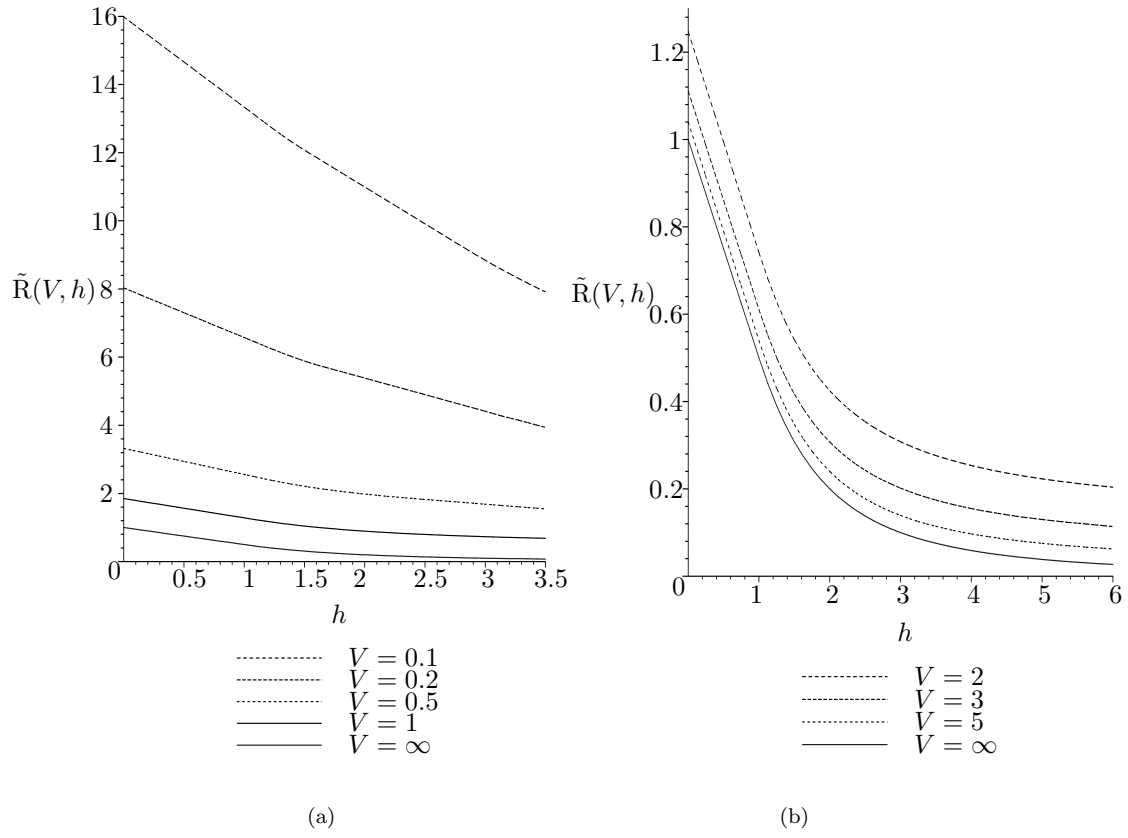 16
14
12
10
R̃(V, h)
8
6
4
2
0
0.5
1
1.5
2
2.5
3
3.5
h
V = 0.1
V = 0.2
V = 0.5
V = 1
V = ∞
(a)
1.2
1
0.8
R̃(V, h)
0.6
0.4
0.2
0
1
2
3
4
5
6
h
V = 2
V = 3
V = 5
V = ∞
(b)